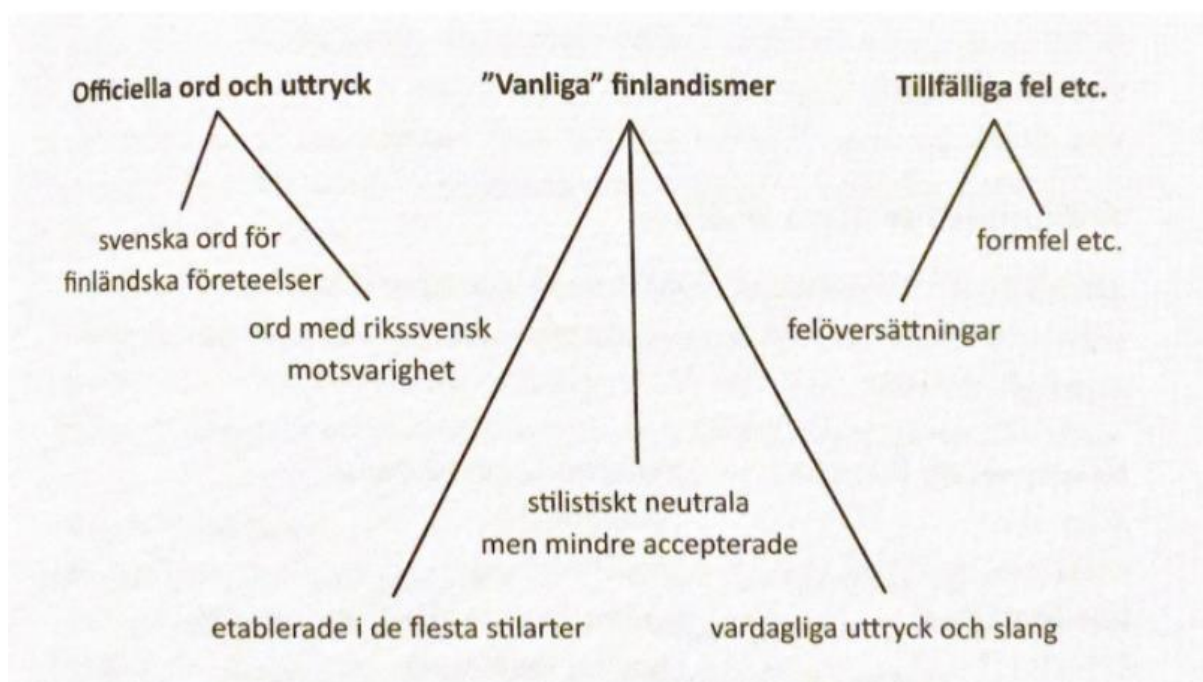 Officiella ord och uttryck
"Vanliga" finlandismer
Tillfälliga fel etc.
svenska ord för
finländska företeelser
ord med rikssvensk
motsvarighet
formfel etc.
felöversättningar
stilistiskt neutrala
men mindre accepterade
etablerade i de flesta stilarter
vardagliga uttryck och slang